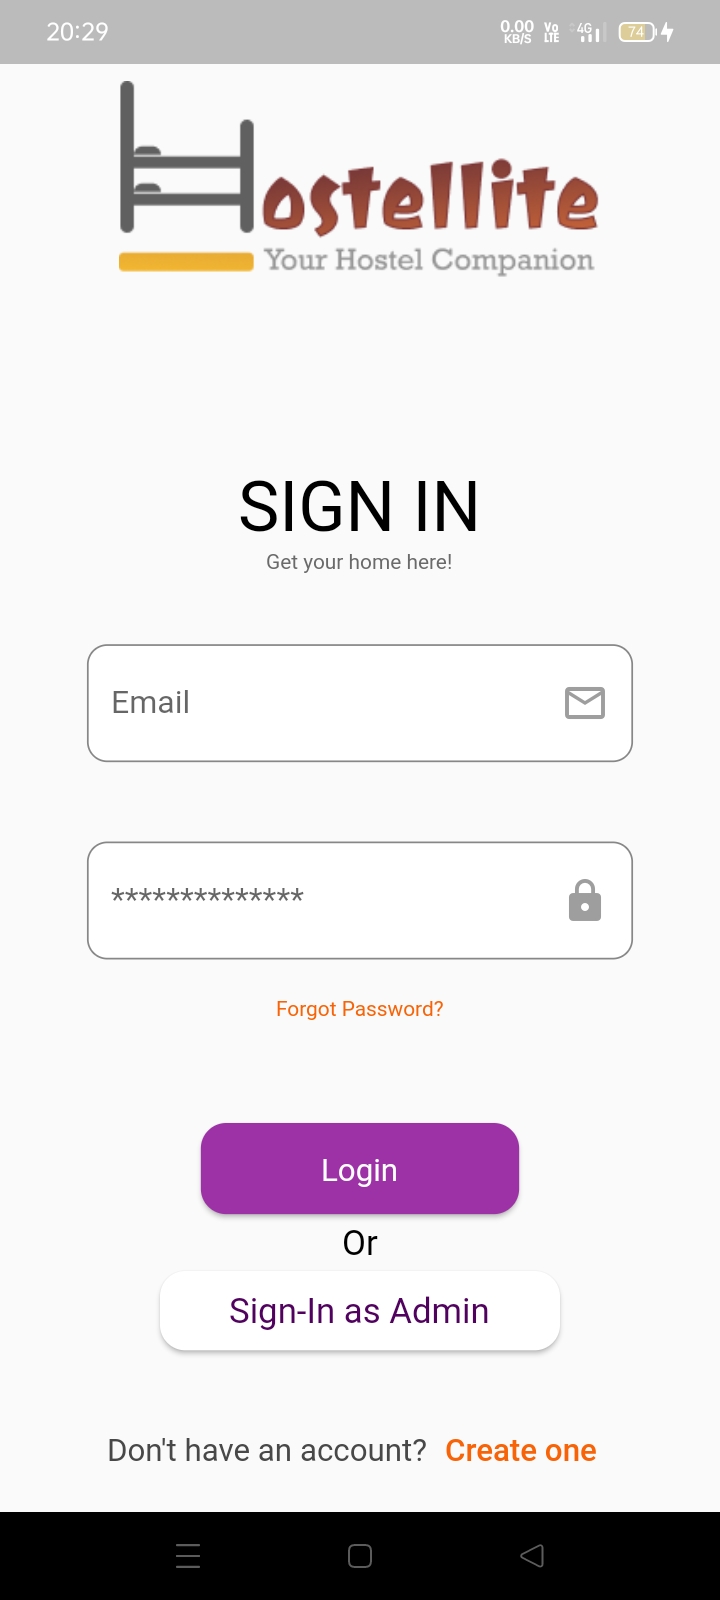 20:29
0.00 KB/S Vo LTE 4G 74
Hostellite
Your Hostel Companion
SIGN IN
Get your home here!
Email
**************
Forgot Password?
Login
Or
Sign-In as Admin
Don't have an account? Create one